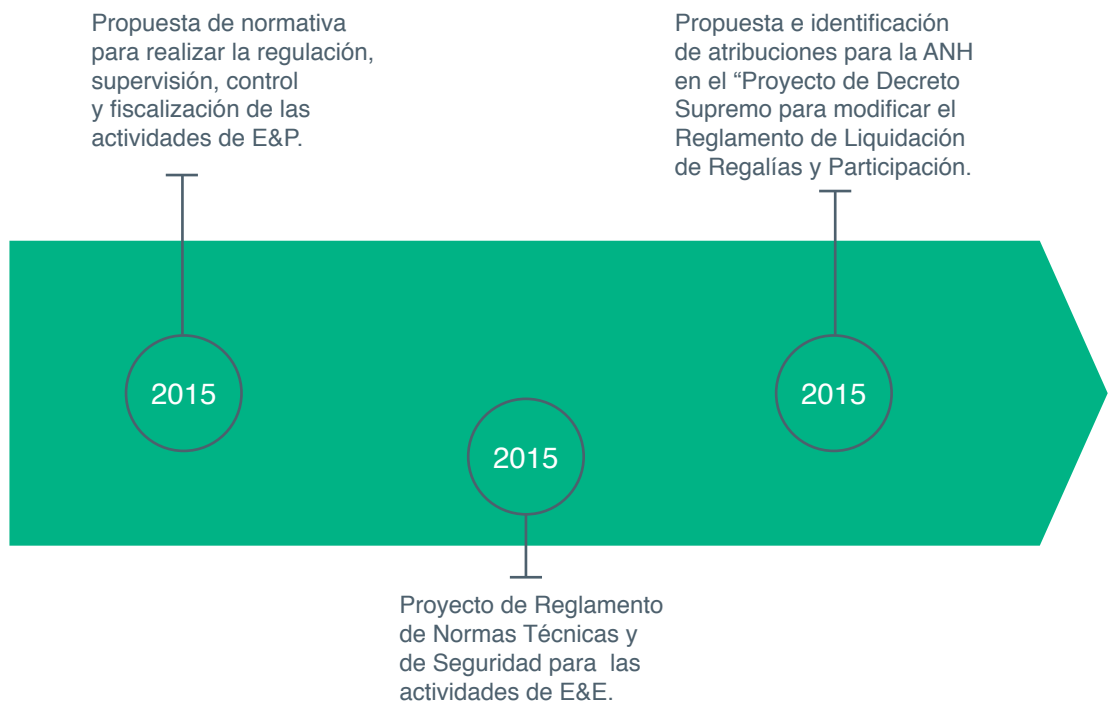 Propuesta de normativa
para realizar la regulación,
supervisión, control
y fiscalización de las
actividades de E&P.
2015
2015
Proyecto de Reglamento
de Normas Técnicas y
de Seguridad para  las
actividades de E&E.
Propuesta e identificación
de atribuciones para la ANH
en el “Proyecto de Decreto
Supremo para modificar el
Reglamento de Liquidación
de Regalías y Participación.
2015